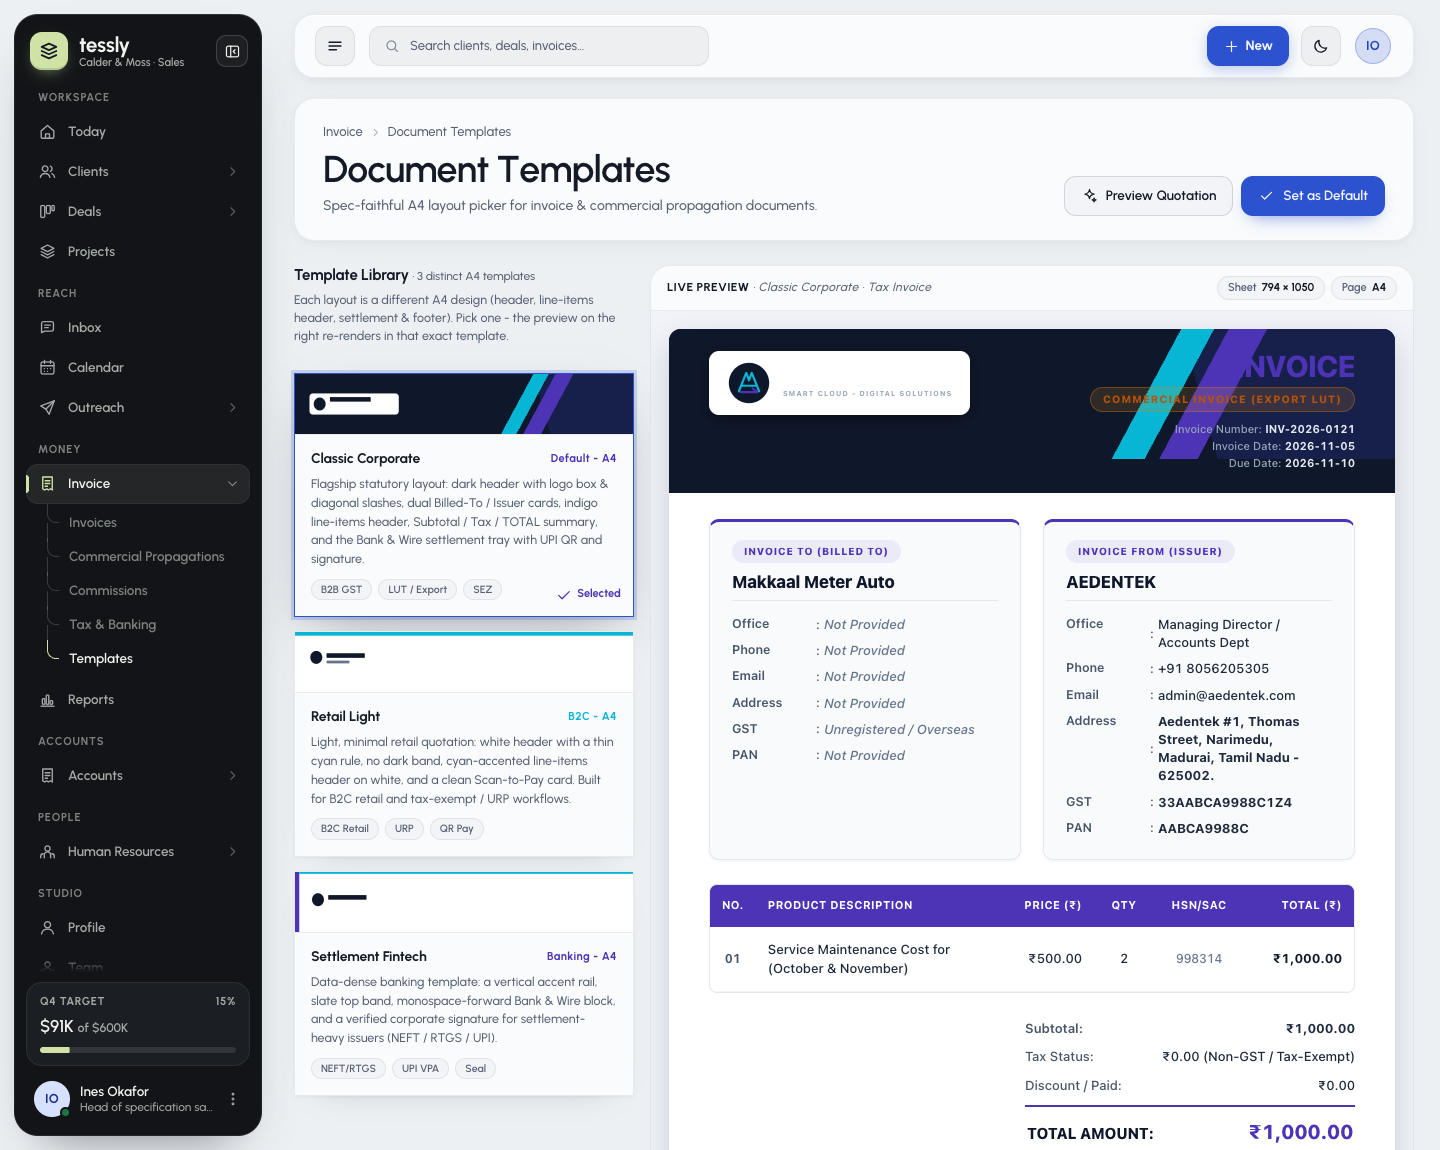 tessly
Calder & Moss · Sales
WORKSPACE
Today
Clients
Deals
Projects
REACH
Inbox
Calendar
Outreach
MONEY
Invoice
Invoices
Commercial Propagations
Commissions
Tax & Banking
Templates
Reports
ACCOUNTS
Accounts
PEOPLE
Human Resources
STUDIO
Profile
Team
Q4 TARGET 15%
$91K of $600K
IO
Ines Okafor
Head of specification sa...
Search clients, deals, invoices...
New
IO
Invoice > Document Templates
Document Templates
Spec-faithful A4 layout picker for invoice & commercial propagation documents.
Preview Quotation
Set as Default
Template Library · 3 distinct A4 templates
Each layout is a different A4 design (header, line-items
header, settlement & footer). Pick one - the preview on the
right re-renders in that exact template.
Classic Corporate Default - A4
Flagship statutory layout: dark header with logo box &
diagonal slashes, dual Billed-To / Issuer cards, indigo
line-items header, Subtotal / Tax / TOTAL summary,
and the Bank & Wire settlement tray with UPI QR and
signature.
B2B GST LUT / Export SEZ Selected
Retail Light B2C - A4
Light, minimal retail quotation: white header with a thin
cyan rule, no dark band, cyan-accented line-items
header on white, and a clean Scan-to-Pay card. Built
for B2C retail and tax-exempt / URP workflows.
B2C Retail URP QR Pay
Settlement Fintech Banking - A4
Data-dense banking template: a vertical accent rail,
slate top band, monospace-forward Bank & Wire block,
and a verified corporate signature for settlement-
heavy issuers (NEFT / RTGS / UPI).
NEFT/RTGS UPI VPA Seal
LIVE PREVIEW · Classic Corporate · Tax Invoice
Sheet 794 × 1050 Page A4
SMART CLOUD - DIGITAL SOLUTIONS
INVOICE
COMMERCIAL INVOICE (EXPORT LUT)
Invoice Number: INV-2026-0121
Invoice Date: 2026-11-05
Due Date: 2026-11-10
INVOICE TO (BILLED TO)
Makkaal Meter Auto
Office : Not Provided
Phone : Not Provided
Email : Not Provided
Address : Not Provided
GST : Unregistered / Overseas
PAN : Not Provided
INVOICE FROM (ISSUER)
AEDENTEK
Office : Managing Director /
Accounts Dept
Phone : +91 8056205305
Email : admin@aedentek.com
Address : Aedentek #1, Thomas
Street, Narimedu,
Madurai, Tamil Nadu -
625002.
GST : 33AABCA9988C1Z4
PAN : AABCA9988C
NO. PRODUCT DESCRIPTION PRICE (₹) QTY HSN/SAC TOTAL (₹)
01 Service Maintenance Cost for
(October & November) ₹500.00 2 998314 ₹1,000.00
Subtotal: ₹1,000.00
Tax Status: ₹0.00 (Non-GST / Tax-Exempt)
Discount / Paid: ₹0.00
TOTAL AMOUNT: ₹1,000.00